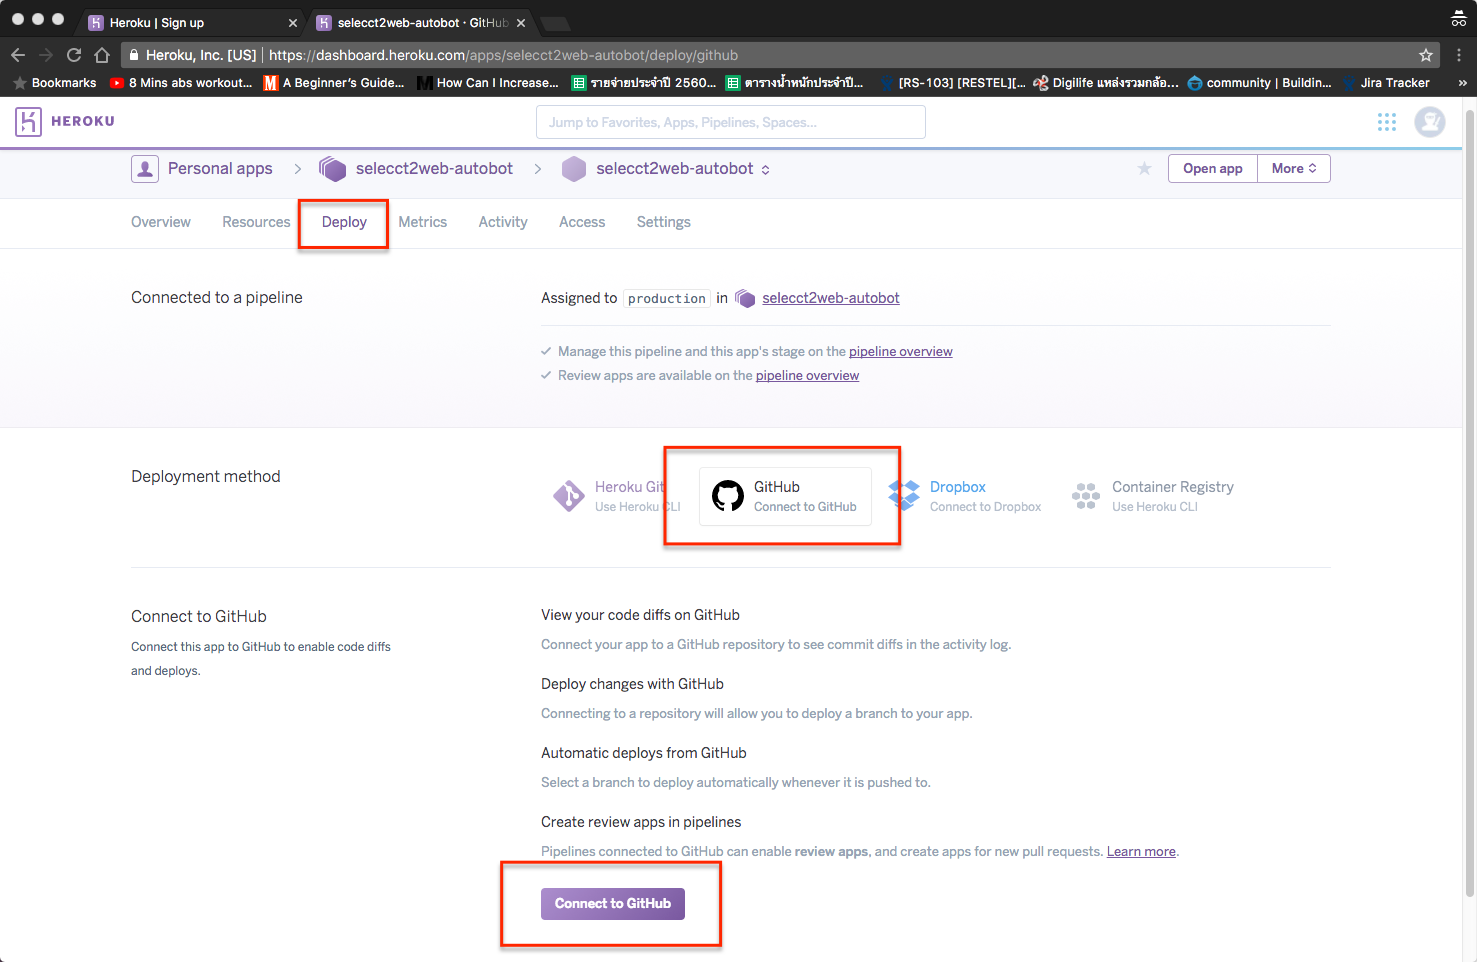 Heroku | Sign up
selecct2web-autobot · GitHub
Heroku, Inc. [US] | https://dashboard.heroku.com/apps/selecct2web-autobot/deploy/github
Bookmarks 8 Mins abs workout... A Beginner's Guide... How Can I Increase... รายจ่ายประจำปี 2560... ตารางน้ำหนักประจำปี... [RS-103] [RESTEL][... Digilife แหล่งรวมกล้อ... community | Buildin... Jira Tracker »
HEROKU
Jump to Favorites, Apps, Pipelines, Spaces...
Personal apps > selecct2web-autobot > selecct2web-autobot
Open app More
Overview Resources Deploy Metrics Activity Access Settings
Connected to a pipeline
Assigned to production in selecct2web-autobot
Manage this pipeline and this app's stage on the pipeline overview
Review apps are available on the pipeline overview
Deployment method
Heroku Git
Use Heroku CLI
GitHub
Connect to GitHub
Dropbox
Connect to Dropbox
Container Registry
Use Heroku CLI
Connect to GitHub
Connect this app to GitHub to enable code diffs
and deploys.
View your code diffs on GitHub
Connect your app to a GitHub repository to see commit diffs in the activity log.
Deploy changes with GitHub
Connecting to a repository will allow you to deploy a branch to your app.
Automatic deploys from GitHub
Select a branch to deploy automatically whenever it is pushed to.
Create review apps in pipelines
Pipelines connected to GitHub can enable review apps, and create apps for new pull requests. Learn more.
Connect to GitHub